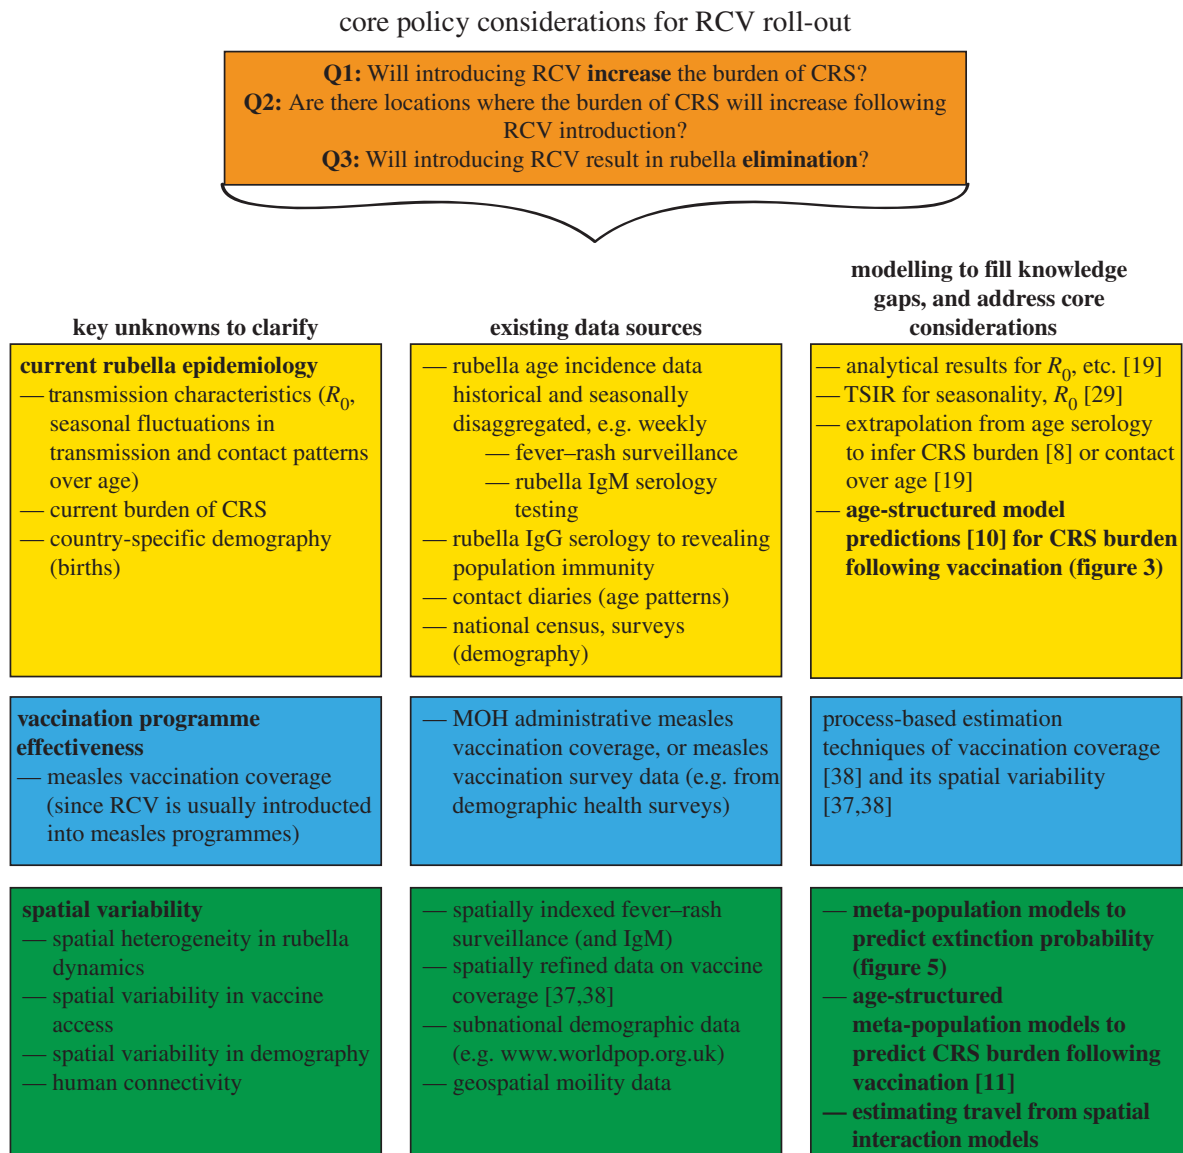 core policy considerations for RCV roll-out
Q1: Will introducing RCV increase the burden of CRS?
Q2: Are there locations where the burden of CRS will increase following
RCV introduction?
Q3: Will introducing RCV result in rubella elimination?
key unknowns to clarify
current rubella epidemiology
— transmission characteristics (R0,
seasonal fluctuations in
transmission and contact patterns
over age)
— current burden of CRS
— country-specific demography
(births)
vaccination programme
effectiveness
— measles vaccination coverage
(since RCV is usually introducted
into measles programmes)
spatial variability
— spatial heterogeneity in rubella
dynamics
— spatial variability in vaccine
access
— spatial variability in demography
— human connectivity
existing data sources
— rubella age incidence data
historical and seasonally
disaggregated, e.g. weekly
— fever–rash surveillance
— rubella IgM serology
testing
— rubella IgG serology to revealing
population immunity
— contact diaries (age patterns)
— national census, surveys
(demography)
— MOH administrative measles
vaccination coverage, or measles
vaccination survey data (e.g. from
demographic health surveys)
— spatially indexed fever–rash
surveillance (and IgM)
— spatially refined data on vaccine
coverage [37,38]
— subnational demographic data
(e.g. www.worldpop.org.uk)
— geospatial moility data
modelling to fill knowledge
gaps, and address core
considerations
— analytical results for R0, etc. [19]
— TSIR for seasonality, R0 [29]
— extrapolation from age serology
to infer CRS burden [8] or contact
over age [19]
— age-structured model
predictions [10] for CRS burden
following vaccination (figure 3)
process-based estimation
techniques of vaccination coverage
[38] and its spatial variability
[37,38]
— meta-population models to
predict extinction probability
(figure 5)
— age-structured
meta-population models to
predict CRS burden following
vaccination [11]
— estimating travel from spatial
interaction models